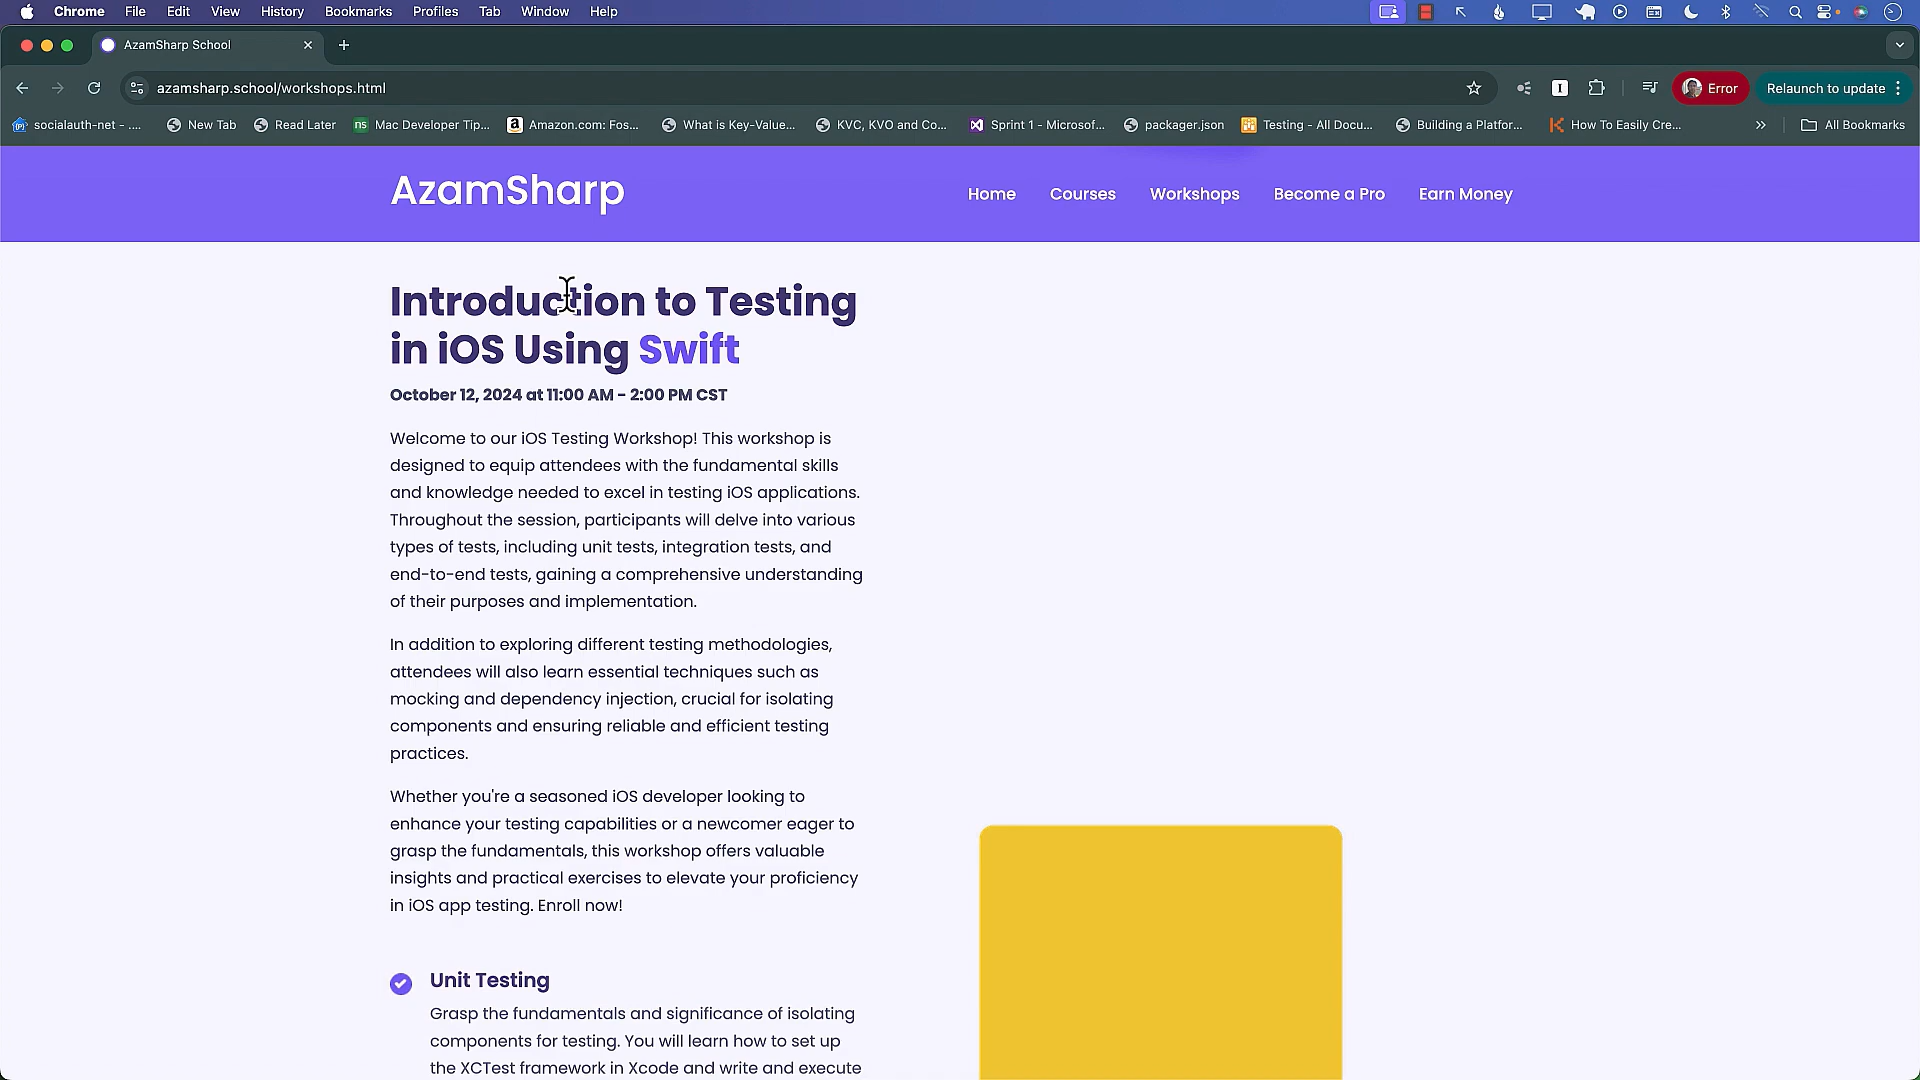 Chrome File Edit View History Bookmarks Profiles Tab Window Help
AzamSharp School
azamsharp.school/workshops.html
Error
Relaunch to update
socialauth-net - ....
New Tab
Read Later
Mac Developer Tip...
Amazon.com: Fos...
What is Key-Value...
KVC, KVO and Co...
Sprint 1 - Microsof...
packager.json
Testing - All Docu...
Building a Platfor...
How To Easily Cre...
All Bookmarks
AzamSharp
Home
Courses
Workshops
Become a Pro
Earn Money
Introduction to Testing
in iOS Using Swift
October 12, 2024 at 11:00 AM - 2:00 PM CST
Welcome to our iOS Testing Workshop! This workshop is
designed to equip attendees with the fundamental skills
and knowledge needed to excel in testing iOS applications.
Throughout the session, participants will delve into various
types of tests, including unit tests, integration tests, and
end-to-end tests, gaining a comprehensive understanding
of their purposes and implementation.
In addition to exploring different testing methodologies,
attendees will also learn essential techniques such as
mocking and dependency injection, crucial for isolating
components and ensuring reliable and efficient testing
practices.
Whether you're a seasoned iOS developer looking to
enhance your testing capabilities or a newcomer eager to
grasp the fundamentals, this workshop offers valuable
insights and practical exercises to elevate your proficiency
in iOS app testing. Enroll now!
Unit Testing
Grasp the fundamentals and significance of isolating
components for testing. You will learn how to set up
the XCTest framework in Xcode and write and execute